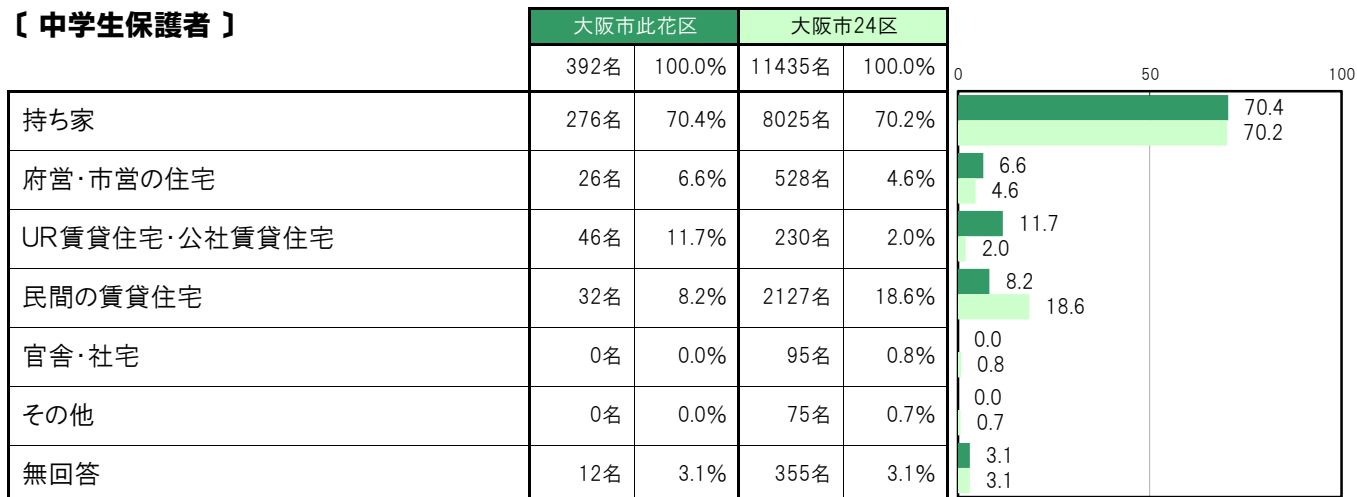 〔 中学生保護者 〕
大阪市此花区 大阪市24区
392名 100.0% 11435名 100.0%
0 50 100
持ち家 276名 70.4% 8025名 70.2%
70.4
70.2
府営・市営の住宅 26名 6.6% 528名 4.6%
6.6
4.6
UR賃貸住宅・公社賃貸住宅 46名 11.7% 230名 2.0%
11.7
2.0
民間の賃貸住宅 32名 8.2% 2127名 18.6%
8.2
18.6
官舎・社宅 0名 0.0% 95名 0.8%
0.0
0.8
その他 0名 0.0% 75名 0.7%
0.0
0.7
無回答 12名 3.1% 355名 3.1%
3.1
3.1